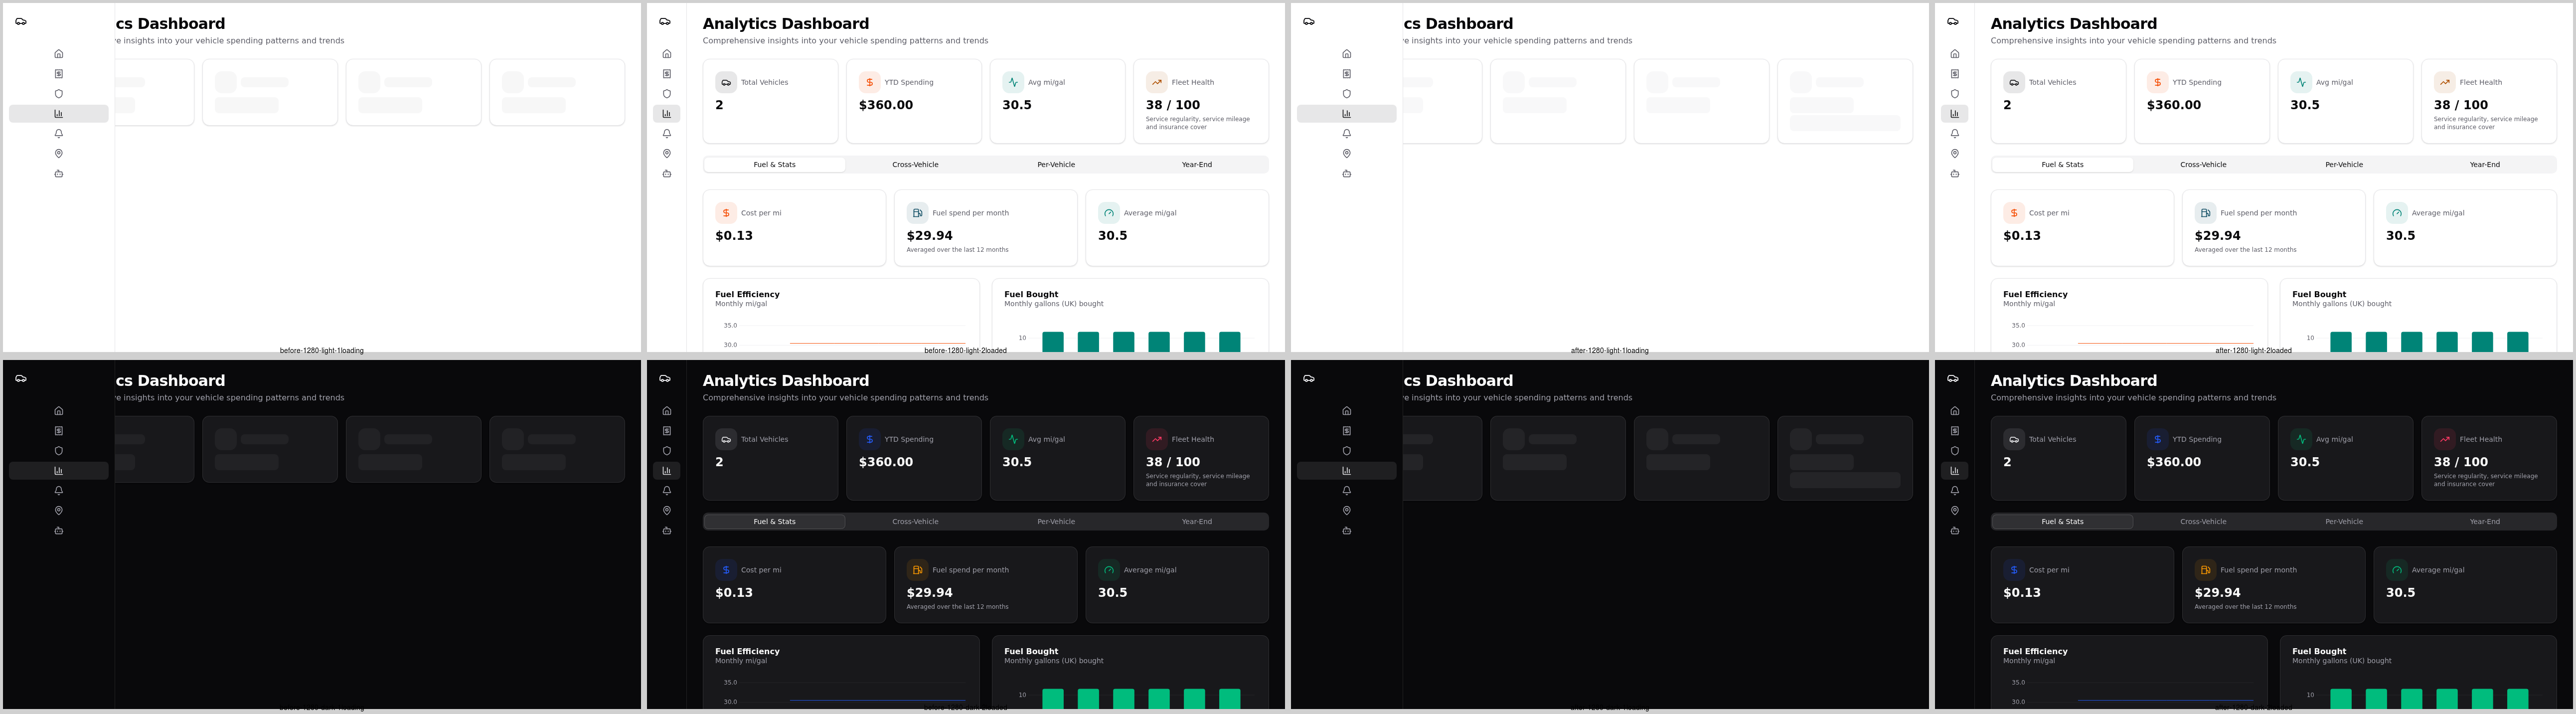 cs Dashboard
e insights into your vehicle spending patterns and trends
before-1280-light-1loading
Analytics Dashboard
Comprehensive insights into your vehicle spending patterns and trends
Total Vehicles
2
YTD Spending
$360.00
Avg mi/gal
30.5
Fleet Health
38 / 100
Service regularity, service mileage
and insurance cover
Fuel & Stats
Cross-Vehicle
Per-Vehicle
Year-End
Cost per mi
$0.13
Fuel spend per month
$29.94
Averaged over the last 12 months
Average mi/gal
30.5
Fuel Efficiency
Monthly mi/gal
35.0
30.0
Fuel Bought
Monthly gallons (UK) bought
10
before-1280-light-2loaded
cs Dashboard
e insights into your vehicle spending patterns and trends
after-1280-light-1loading
Analytics Dashboard
Comprehensive insights into your vehicle spending patterns and trends
Total Vehicles
2
YTD Spending
$360.00
Avg mi/gal
30.5
Fleet Health
38 / 100
Service regularity, service mileage
and insurance cover
Fuel & Stats
Cross-Vehicle
Per-Vehicle
Year-End
Cost per mi
$0.13
Fuel spend per month
$29.94
Averaged over the last 12 months
Average mi/gal
30.5
Fuel Efficiency
Monthly mi/gal
35.0
30.0
Fuel Bought
Monthly gallons (UK) bought
10
after-1280-light-2loaded
cs Dashboard
e insights into your vehicle spending patterns and trends
Analytics Dashboard
Comprehensive insights into your vehicle spending patterns and trends
Total Vehicles
2
YTD Spending
$360.00
Avg mi/gal
30.5
Fleet Health
38 / 100
Service regularity, service mileage
and insurance cover
Fuel & Stats
Cross-Vehicle
Per-Vehicle
Year-End
Cost per mi
$0.13
Fuel spend per month
$29.94
Averaged over the last 12 months
Average mi/gal
30.5
Fuel Efficiency
Monthly mi/gal
35.0
30.0
Fuel Bought
Monthly gallons (UK) bought
10
cs Dashboard
e insights into your vehicle spending patterns and trends
Analytics Dashboard
Comprehensive insights into your vehicle spending patterns and trends
Total Vehicles
2
YTD Spending
$360.00
Avg mi/gal
30.5
Fleet Health
38 / 100
Service regularity, service mileage
and insurance cover
Fuel & Stats
Cross-Vehicle
Per-Vehicle
Year-End
Cost per mi
$0.13
Fuel spend per month
$29.94
Averaged over the last 12 months
Average mi/gal
30.5
Fuel Efficiency
Monthly mi/gal
35.0
30.0
Fuel Bought
Monthly gallons (UK) bought
10